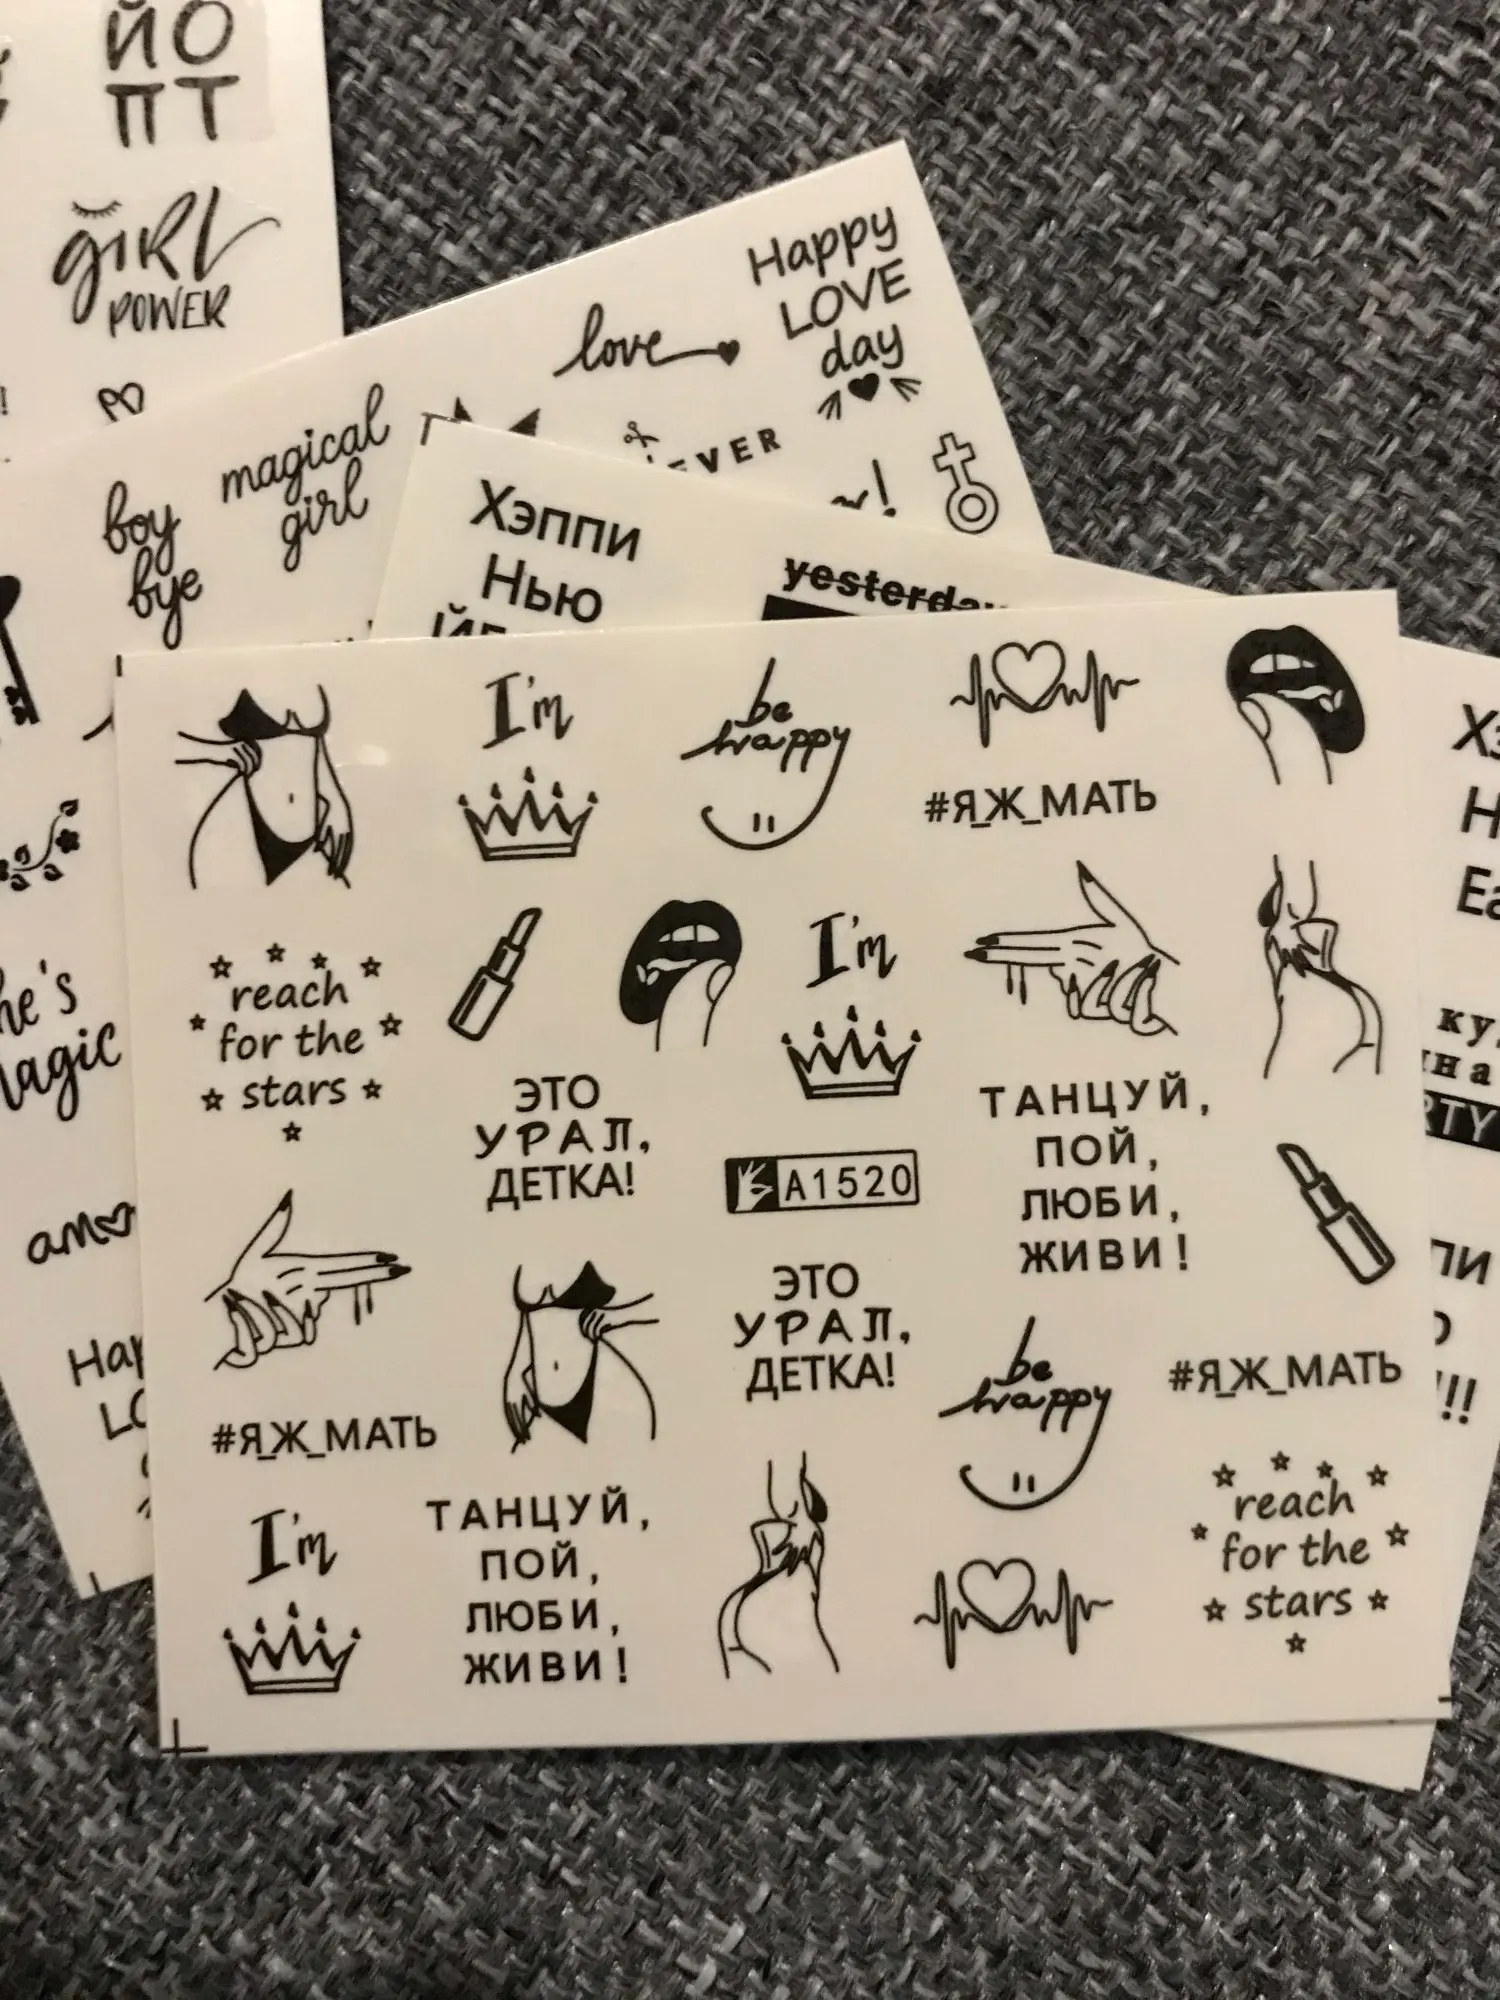 ЙО
ПТ
girl
POWER
love
Happy
LOVE
day
magical
girl
boy
bye
Хэппи
Нью
yesterday
I'm
be
happy
#Я_Ж_МАТЬ
reach
for the
stars
I'm
ЭТО
УРАЛ,
ДЕТКА!
A1520
ТАНЦУЙ,
ПОЙ,
ЛЮБИ,
ЖИВИ!
ЭТО
УРАЛ,
ДЕТКА!
be
happy
#Я_Ж_МАТЬ
#Я_Ж_МАТЬ
I'm
ТАНЦУЙ,
ПОЙ,
ЛЮБИ,
ЖИВИ!
reach
for the
stars